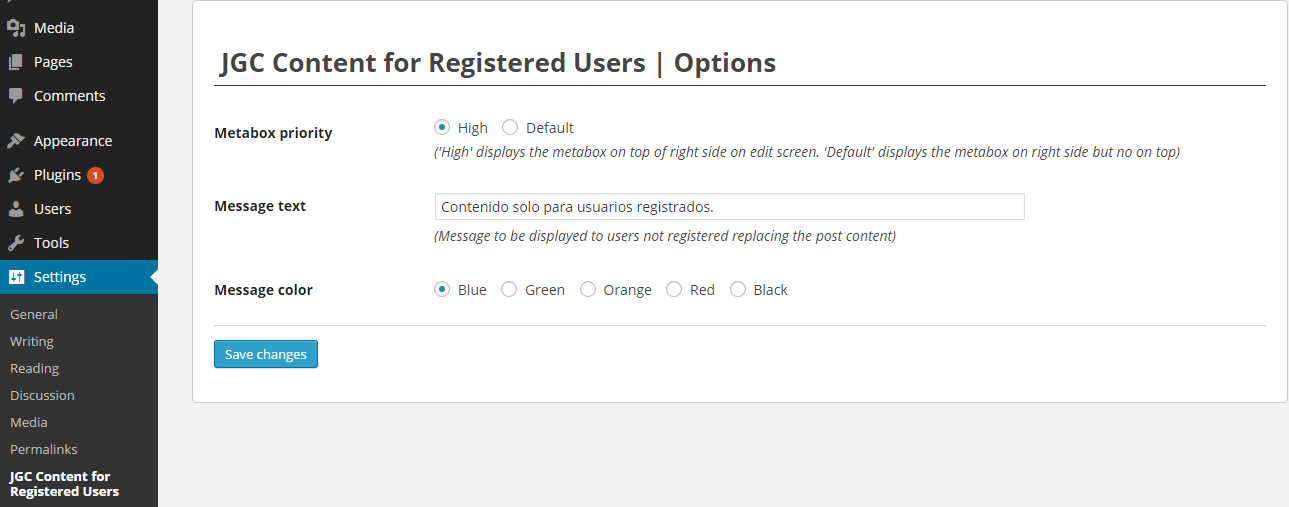 Media
Pages
Comments
Appearance
Plugins 1
Users
Tools
Settings
General
Writing
Reading
Discussion
Media
Permalinks
JGC Content for
Registered Users
JGC Content for Registered Users | Options
Metabox priority
High Default
('High' displays the metabox on top of right side on edit screen. 'Default' displays the metabox on right side but no on top)
Message text
Contenido solo para usuarios registrados.
(Message to be displayed to users not registered replacing the post content)
Message color
Blue Green Orange Red Black
Save changes